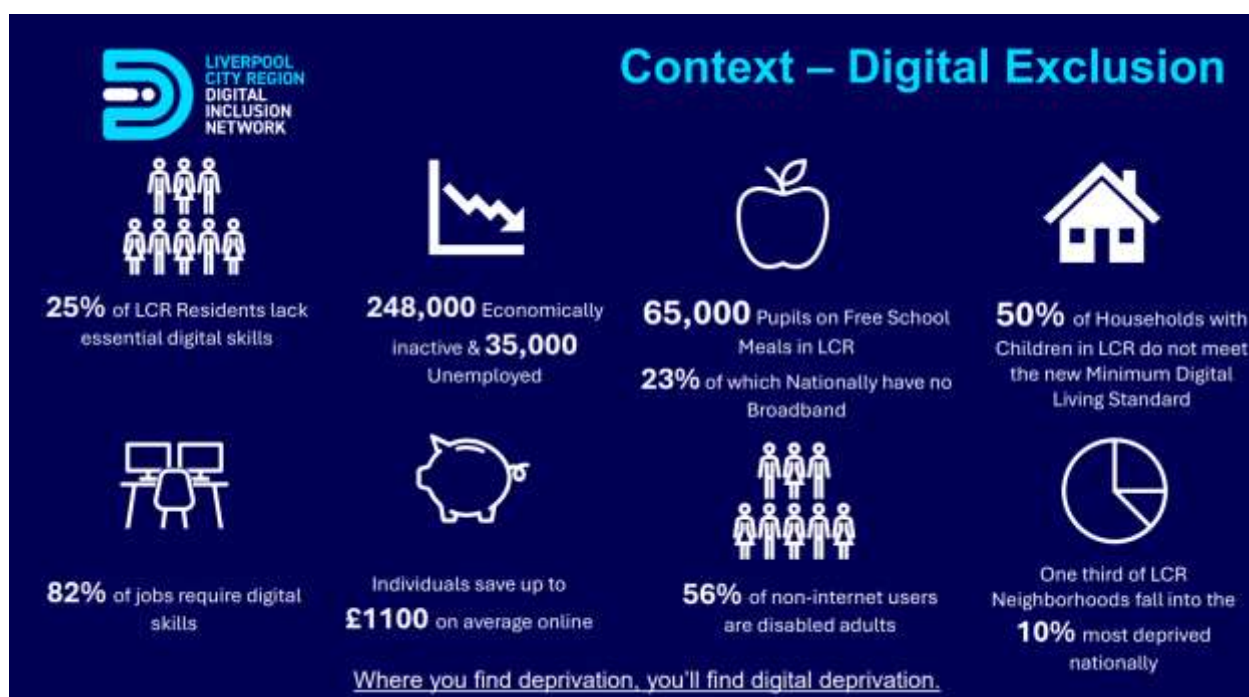 LIVERPOOL
CITY REGION
DIGITAL
INCLUSION
NETWORK
Context – Digital Exclusion
25% of LCR Residents lack
essential digital skills
248,000 Economically
inactive & 35,000
Unemployed
65,000 Pupils on Free School
Meals in LCR
23% of which Nationally have no
Broadband
50% of Households with
Children in LCR do not meet
the new Minimum Digital
Living Standard
82% of jobs require digital
skills
Individuals save up to
£1100 on average online
56% of non-internet users
are disabled adults
One third of LCR
Neighborhoods fall into the
10% most deprived
nationally
Where you find deprivation, you'll find digital deprivation.